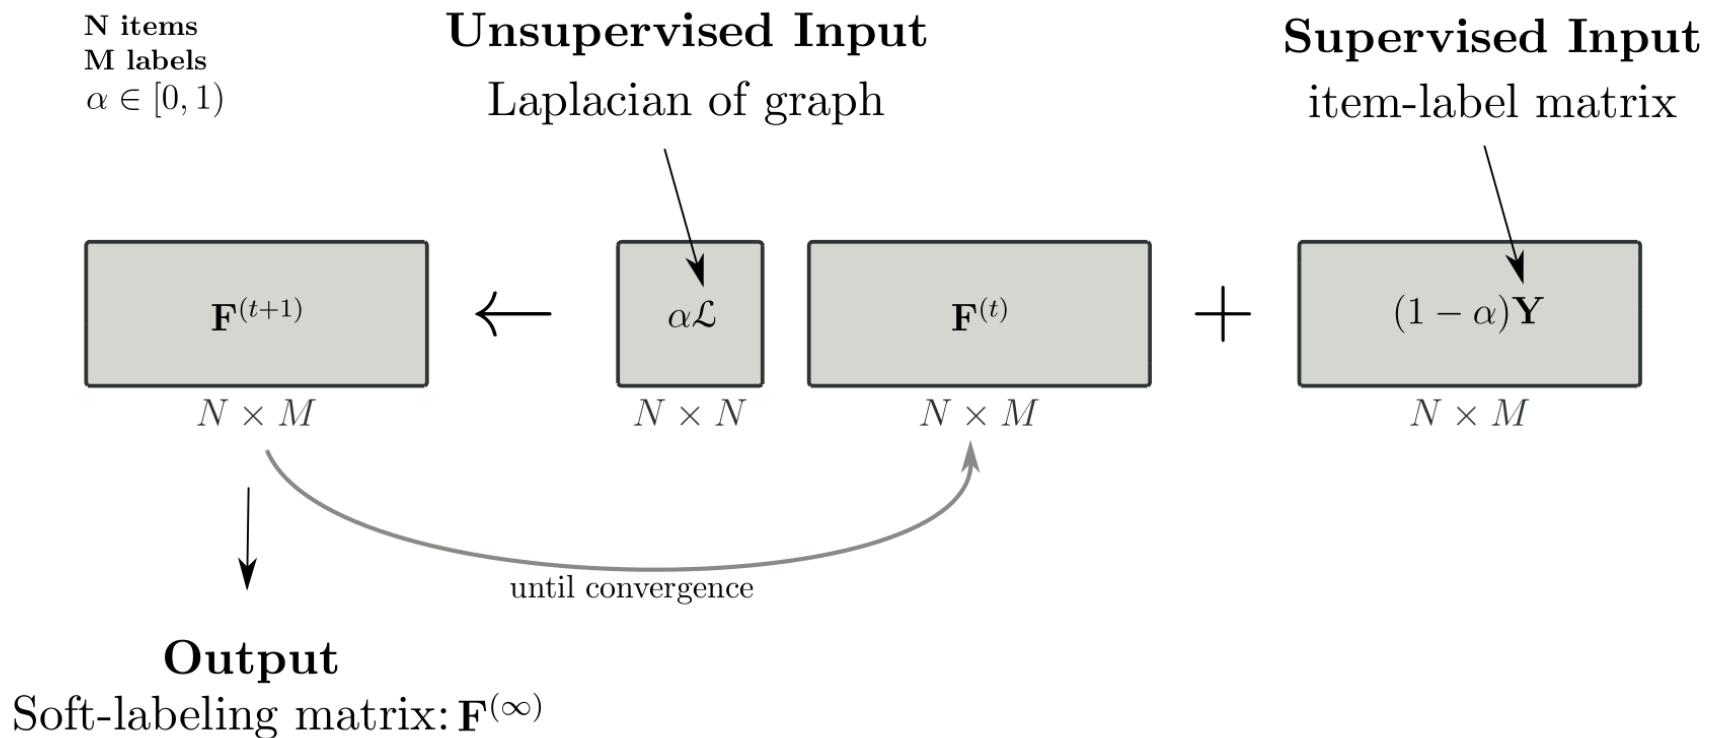 N items
M labels
α ∈ [0, 1)
Unsupervised Input
Laplacian of graph
Supervised Input
item-label matrix
F^(t+1) ← αℒ F^(t) + (1 − α)Y
N × M N × N N × M N × M
until convergence
Output
Soft-labeling matrix: F^(∞)